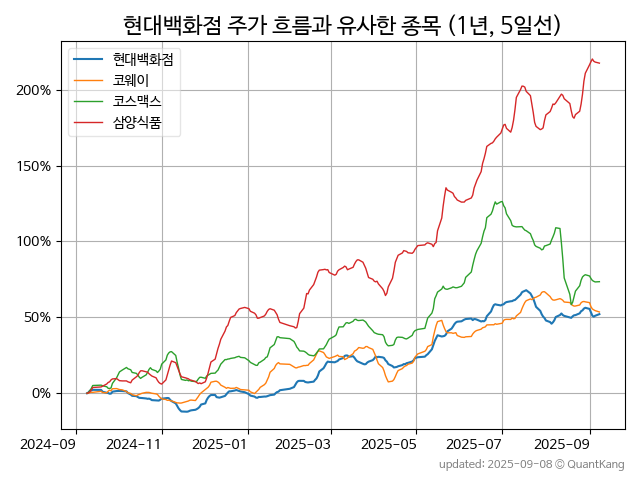 현대백화점 주가 흐름과 유사한 종목 (1년, 5일선)
현대백화점
코웨이
코스맥스
삼양식품
200%
150%
100%
50%
0%
2024-09 2024-11 2025-01 2025-03 2025-05 2025-07 2025-09
updated: 2025-09-08 © QuantKang